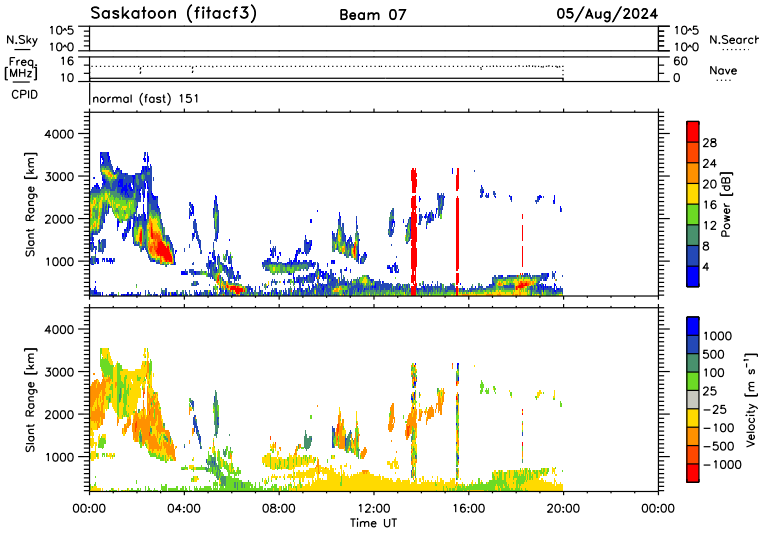 Saskatoon (fitacf3) Beam 07 05/Aug/2024
N.Sky 10^5 10^5 N.Search
10^0 10^0
Freq. 16 60 Nave
[MHz] 10 0
CPID normal (fast) 151
Slant Range [km] 4000 3000 2000 1000
Power [dB] 28 24 20 16 12 8 4
Slant Range [km] 4000 3000 2000 1000
Velocity [m s⁻¹] 1000 500 100 25 −25 −100 −500 −1000
00:00 04:00 08:00 12:00 16:00 20:00 00:00
Time UT